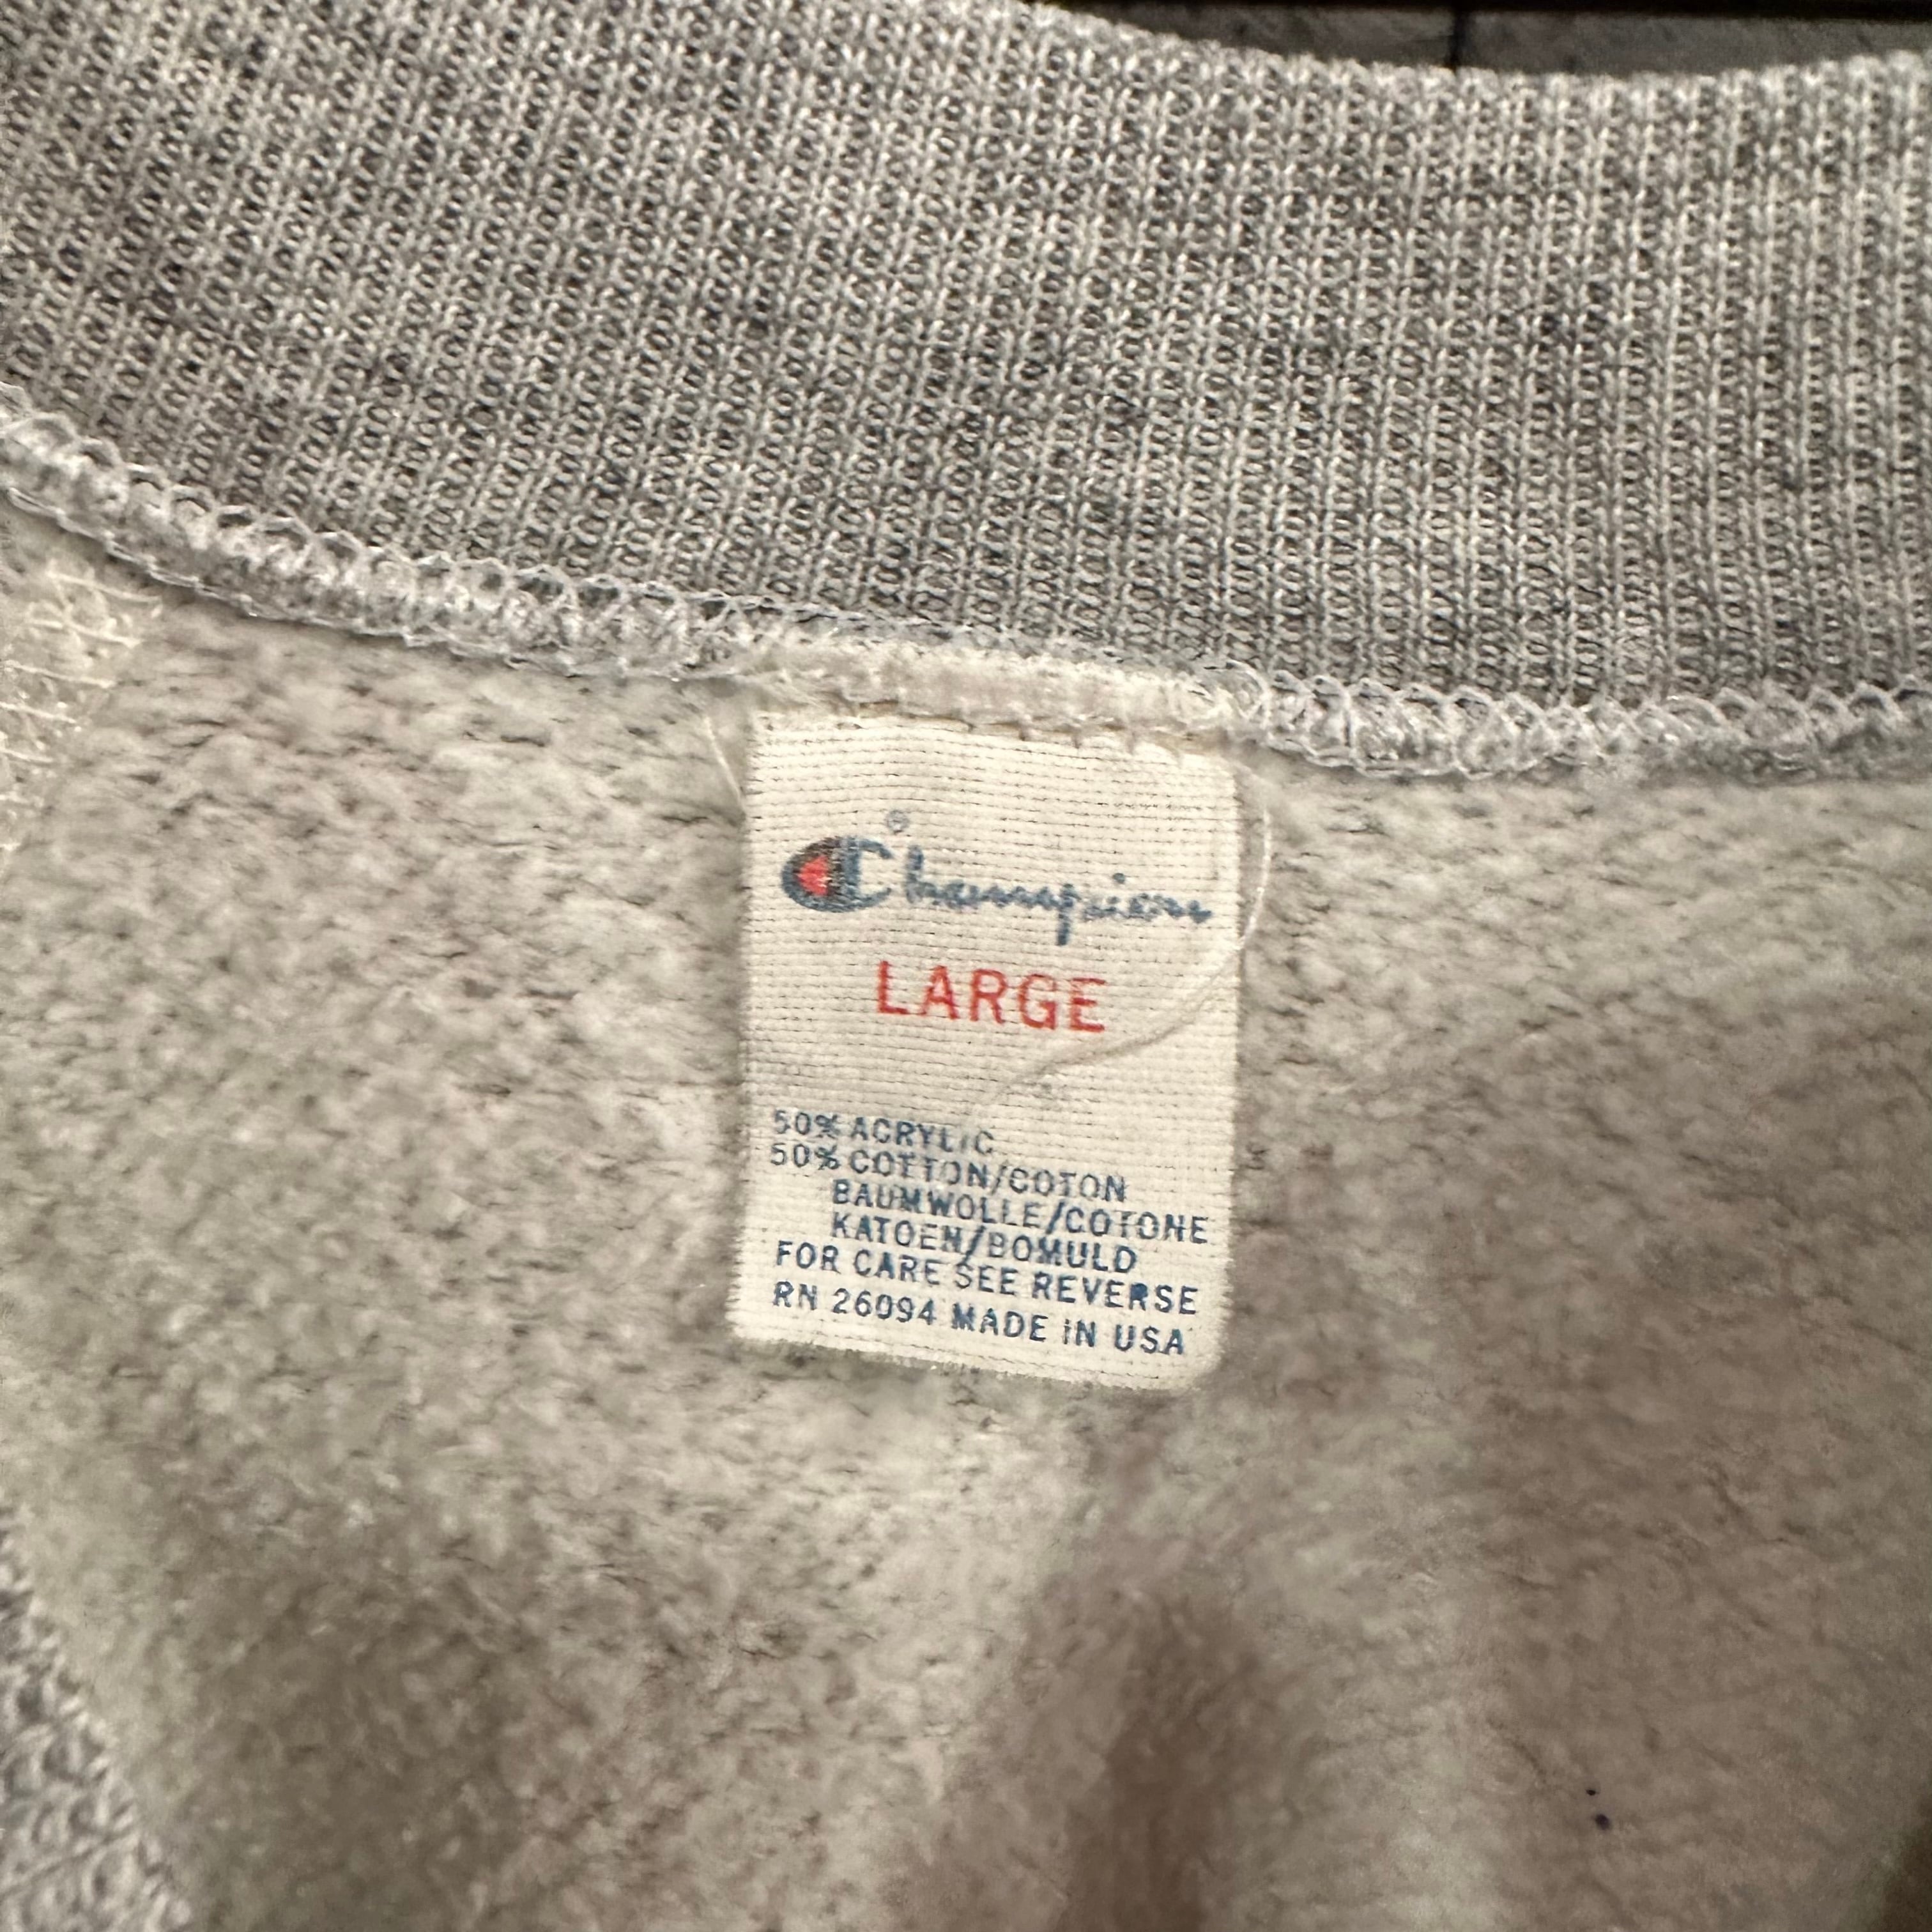 Champion®
LARGE
50% ACRYLIC
50% COTTON/COTON
BAUMWOLLE/COTONE
KATOEN/BOMULD
FOR CARE SEE REVERSE
RN 26094 MADE IN USA